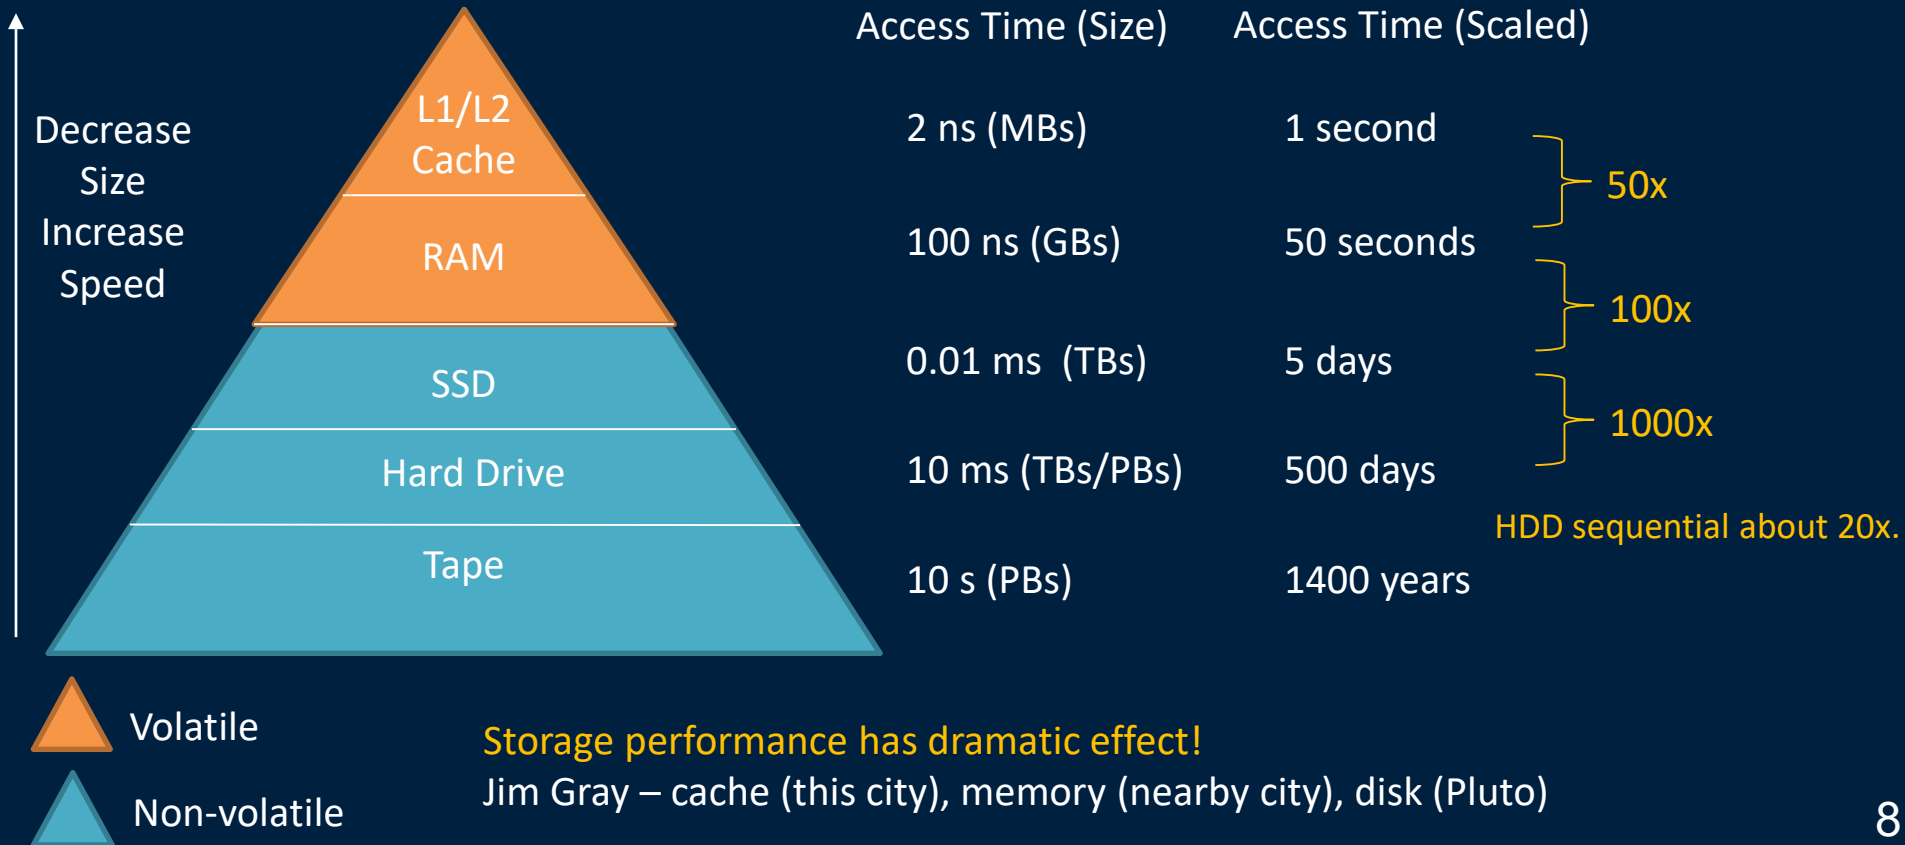 Access Time (Size) Access Time (Scaled)
Decrease
Size
Increase
Speed
L1/L2
Cache
2 ns (MBs) 1 second
50x
RAM
100 ns (GBs) 50 seconds
100x
SSD
0.01 ms (TBs) 5 days
1000x
Hard Drive
10 ms (TBs/PBs) 500 days
HDD sequential about 20x.
Tape
10 s (PBs) 1400 years
Volatile
Non-volatile
Storage performance has dramatic effect!
Jim Gray – cache (this city), memory (nearby city), disk (Pluto)
8